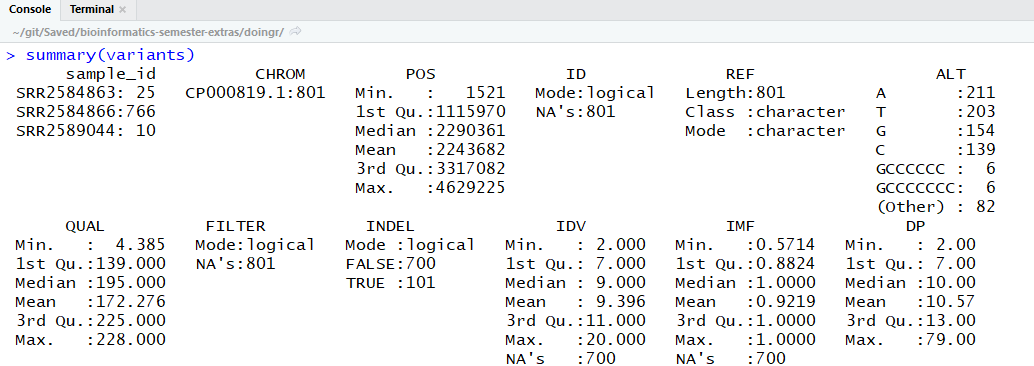 Console Terminal ×
~/git/Saved/bioinformatics-semester-extras/doingr/
> summary(variants)
sample_id CHROM POS ID REF ALT
SRR2584863: 25 CP000819.1:801 Min. : 1521 Mode:logical Length:801 A :211
SRR2584866:766 1st Qu.:1115970 NA's:801 Class :character T :203
SRR2589044: 10 Median :2290361 Mode :character G :154
Mean :2243682 C :139
3rd Qu.:3317082 GCCCCCC : 6
Max. :4629225 GCCCCCCC: 6
(Other) : 82
QUAL FILTER INDEL IDV IMF DP
Min. : 4.385 Mode:logical Mode :logical Min. : 2.000 Min. :0.5714 Min. : 2.00
1st Qu.:139.000 NA's:801 FALSE:700 1st Qu.: 7.000 1st Qu.:0.8824 1st Qu.: 7.00
Median :195.000 TRUE :101 Median : 9.000 Median :1.0000 Median :10.00
Mean :172.276 Mean : 9.396 Mean :0.9219 Mean :10.57
3rd Qu.:225.000 3rd Qu.:11.000 3rd Qu.:1.0000 3rd Qu.:13.00
Max. :228.000 Max. :20.000 Max. :1.0000 Max. :79.00
NA's :700 NA's :700